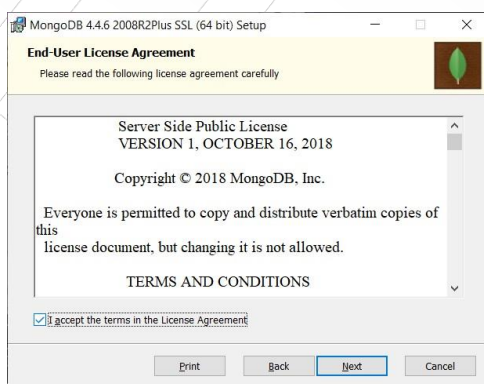 MongoDB 4.4.6 2008R2Plus SSL (64 bit) Setup
End-User License Agreement
Please read the following license agreement carefully
Server Side Public License
VERSION 1, OCTOBER 16, 2018
Copyright © 2018 MongoDB, Inc.
Everyone is permitted to copy and distribute verbatim copies of
this
license document, but changing it is not allowed.
TERMS AND CONDITIONS
I accept the terms in the License Agreement
Print Back Next Cancel